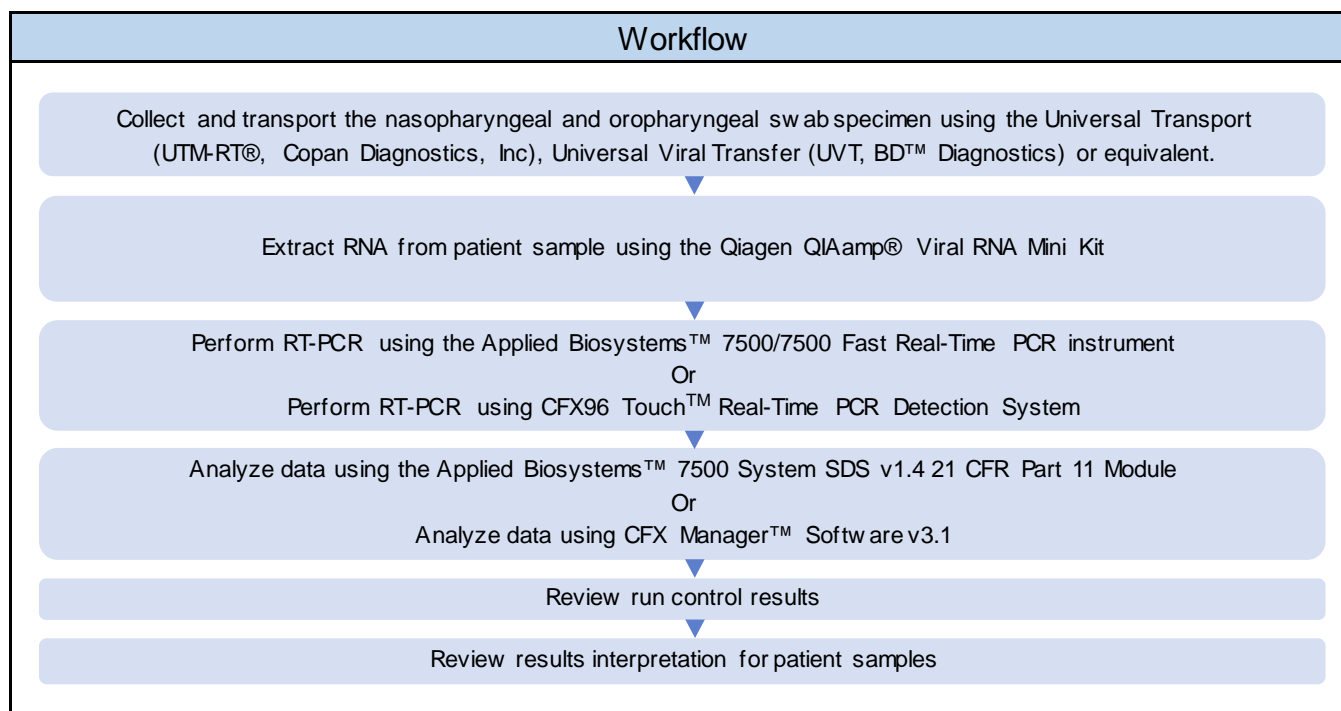 Workflow
Collect and transport the nasopharyngeal and oropharyngeal swab specimen using the Universal Transport
(UTM-RT®, Copan Diagnostics, Inc), Universal Viral Transfer (UVT, BD™ Diagnostics) or equivalent.
Extract RNA from patient sample using the Qiagen QIAamp® Viral RNA Mini Kit
Perform RT-PCR using the Applied Biosystems™ 7500/7500 Fast Real-Time PCR instrument
Or
Perform RT-PCR using CFX96 Touch™ Real-Time PCR Detection System
Analyze data using the Applied Biosystems™ 7500 System SDS v1.4 21 CFR Part 11 Module
Or
Analyze data using CFX Manager™ Software v3.1
Review run control results
Review results interpretation for patient samples